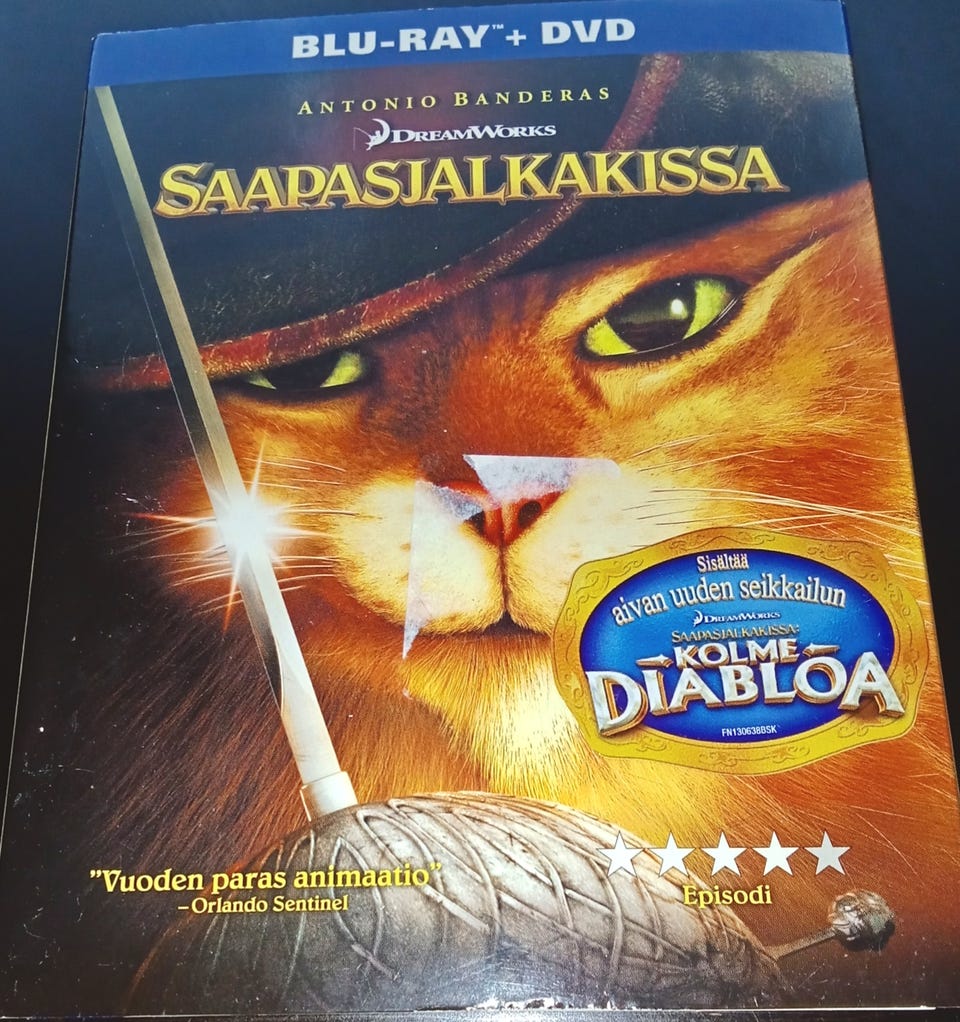 BLU-RAY™ + DVD
ANTONIO BANDERAS
DREAMWORKS
SAAPASJALKAKISSA
Sisältää
aivan uuden seikkailun
DREAMWORKS
SAAPASJALKAKISSA:
KOLME
DIABLOA
FN130638BSK
"Vuoden paras animaatio"
–Orlando Sentinel
Episodi